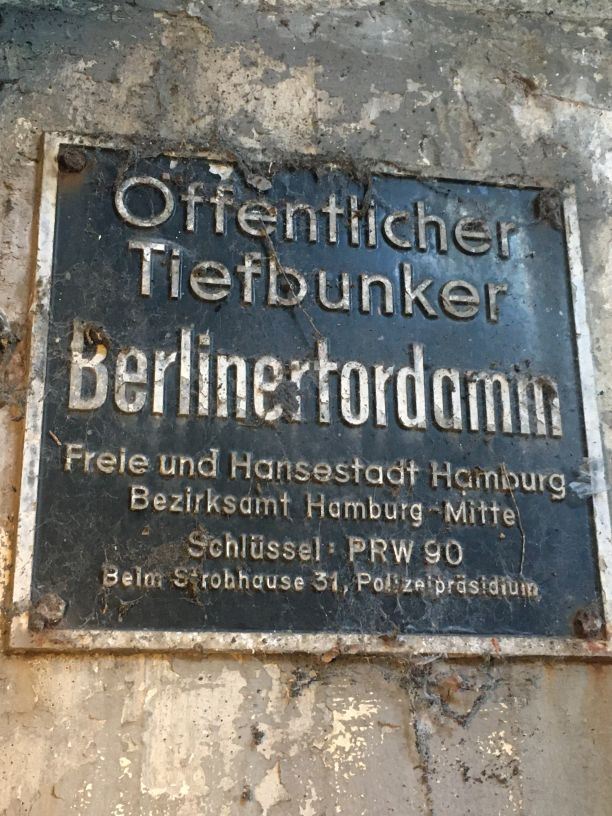 Öffentlicher
Tiefbunker
Berlinertordamm
Freie und Hansestadt Hamburg
Bezirksamt Hamburg-Mitte
Schlüssel: PRW 90
Beim Strohhause 31, Polizeipräsidium